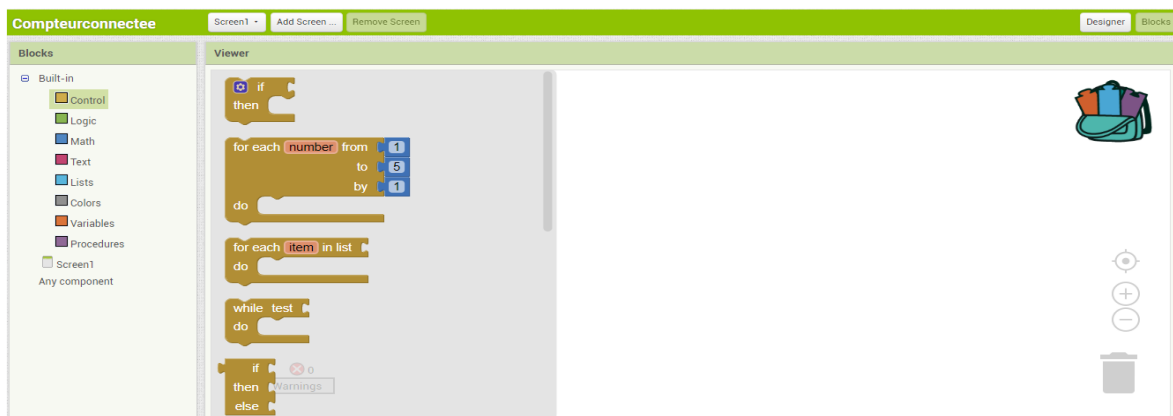 Compteurconnectee
Screen1
Add Screen ...
Remove Screen
Designer
Blocks
Blocks
Viewer
Built-in
Control
Logic
Math
Text
Lists
Colors
Variables
Procedures
Screen1
Any component
if
then
for each number from 1
to 5
by 1
do
for each item in list
do
while test
do
if
then
else
0
Warnings